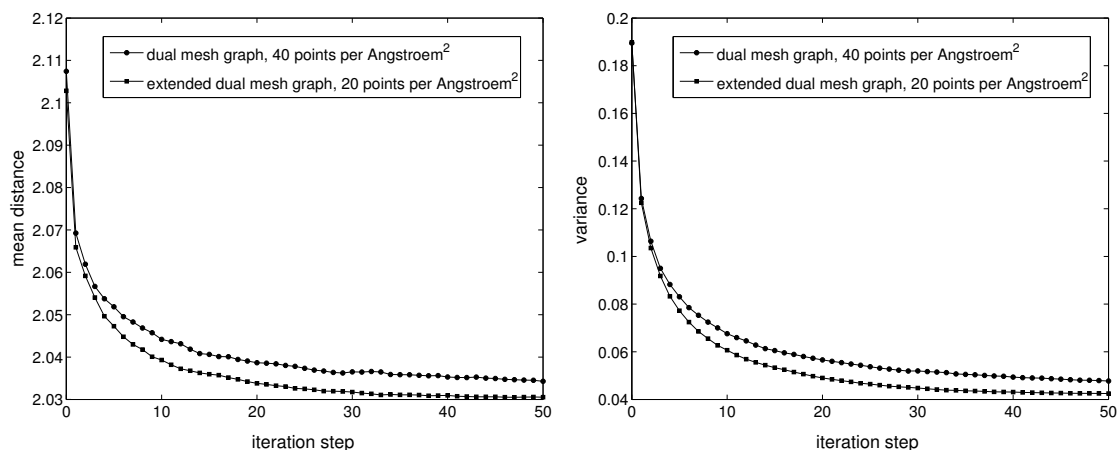 2.12
2.11
2.1
2.09
2.08
2.07
2.06
2.05
2.04
2.03
mean distance
dual mesh graph, 40 points per Angstroem²
extended dual mesh graph, 20 points per Angstroem²
0 10 20 30 40 50
iteration step
0.2
0.18
0.16
0.14
0.12
0.1
0.08
0.06
0.04
variance
dual mesh graph, 40 points per Angstroem²
extended dual mesh graph, 20 points per Angstroem²
0 10 20 30 40 50
iteration step